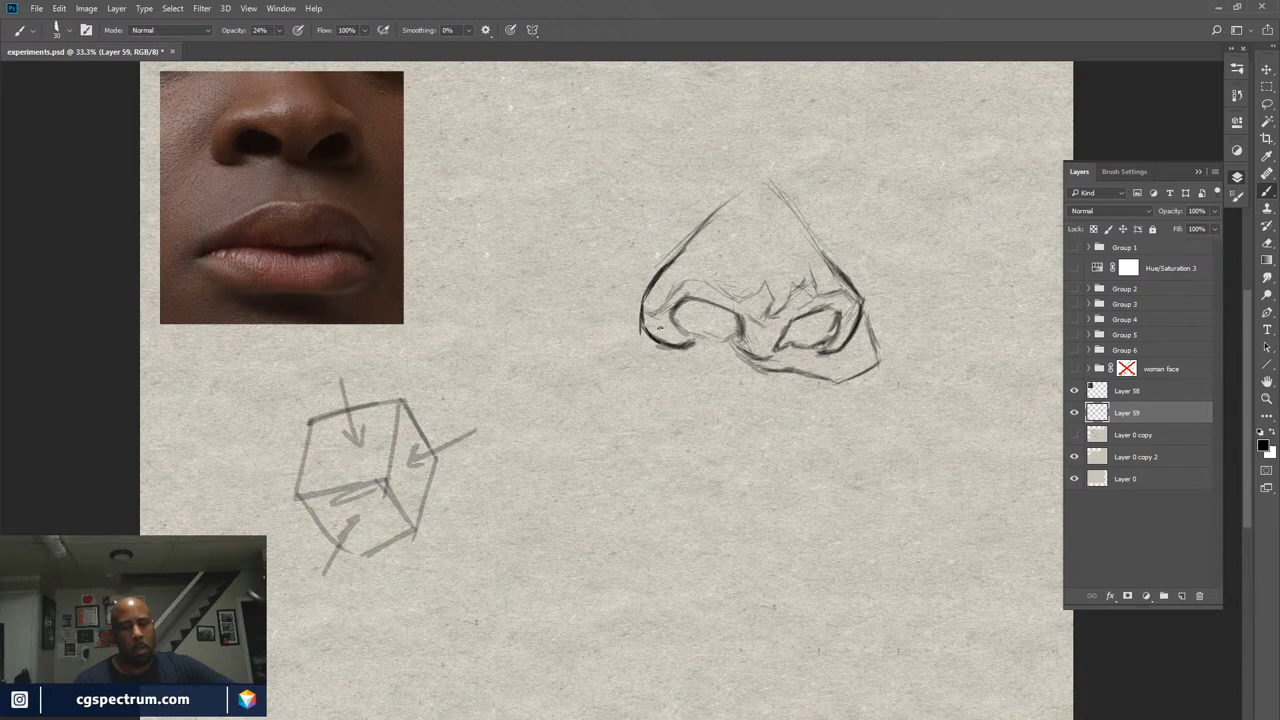 Ps File Edit Image Layer Type Select Filter 3D View Window Help
30 Mode: Normal Opacity: 24% Flow: 100% Smoothing: 0%
experiments.psd @ 33.3% (Layer 59, RGB/8) * ×
Layers Brush Settings
Kind
Normal Opacity: 100%
Lock: Fill: 100%
Group 1
Hue/Saturation 3
Group 2
Group 3
Group 4
Group 5
Group 6
woman face
Layer 58
Layer 59
Layer 0 copy
Layer 0 copy 2
Layer 0
fx
cgspectrum.com